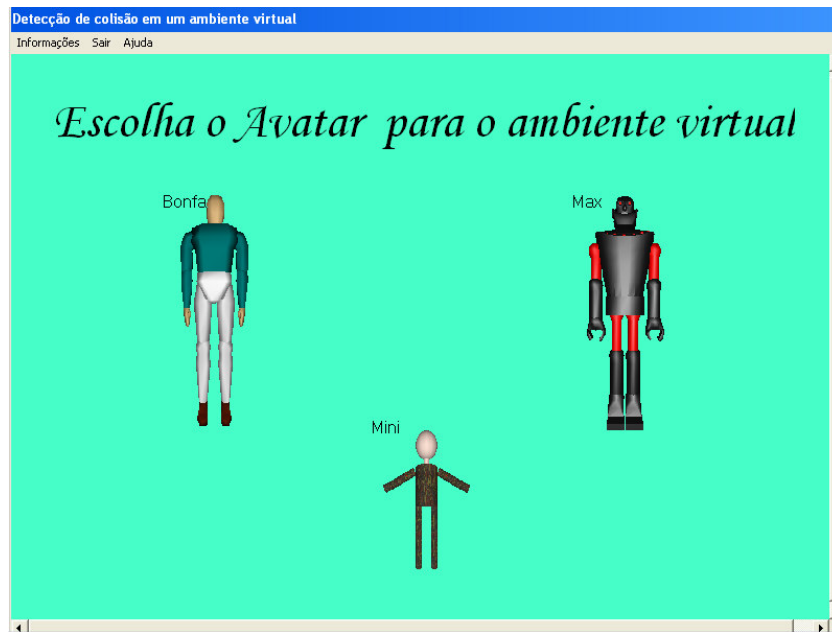 Detecção de colisão em um ambiente virtual
Informações Sair Ajuda
Escolha o Avatar para o ambiente virtual
Bonfa
Max
Mini